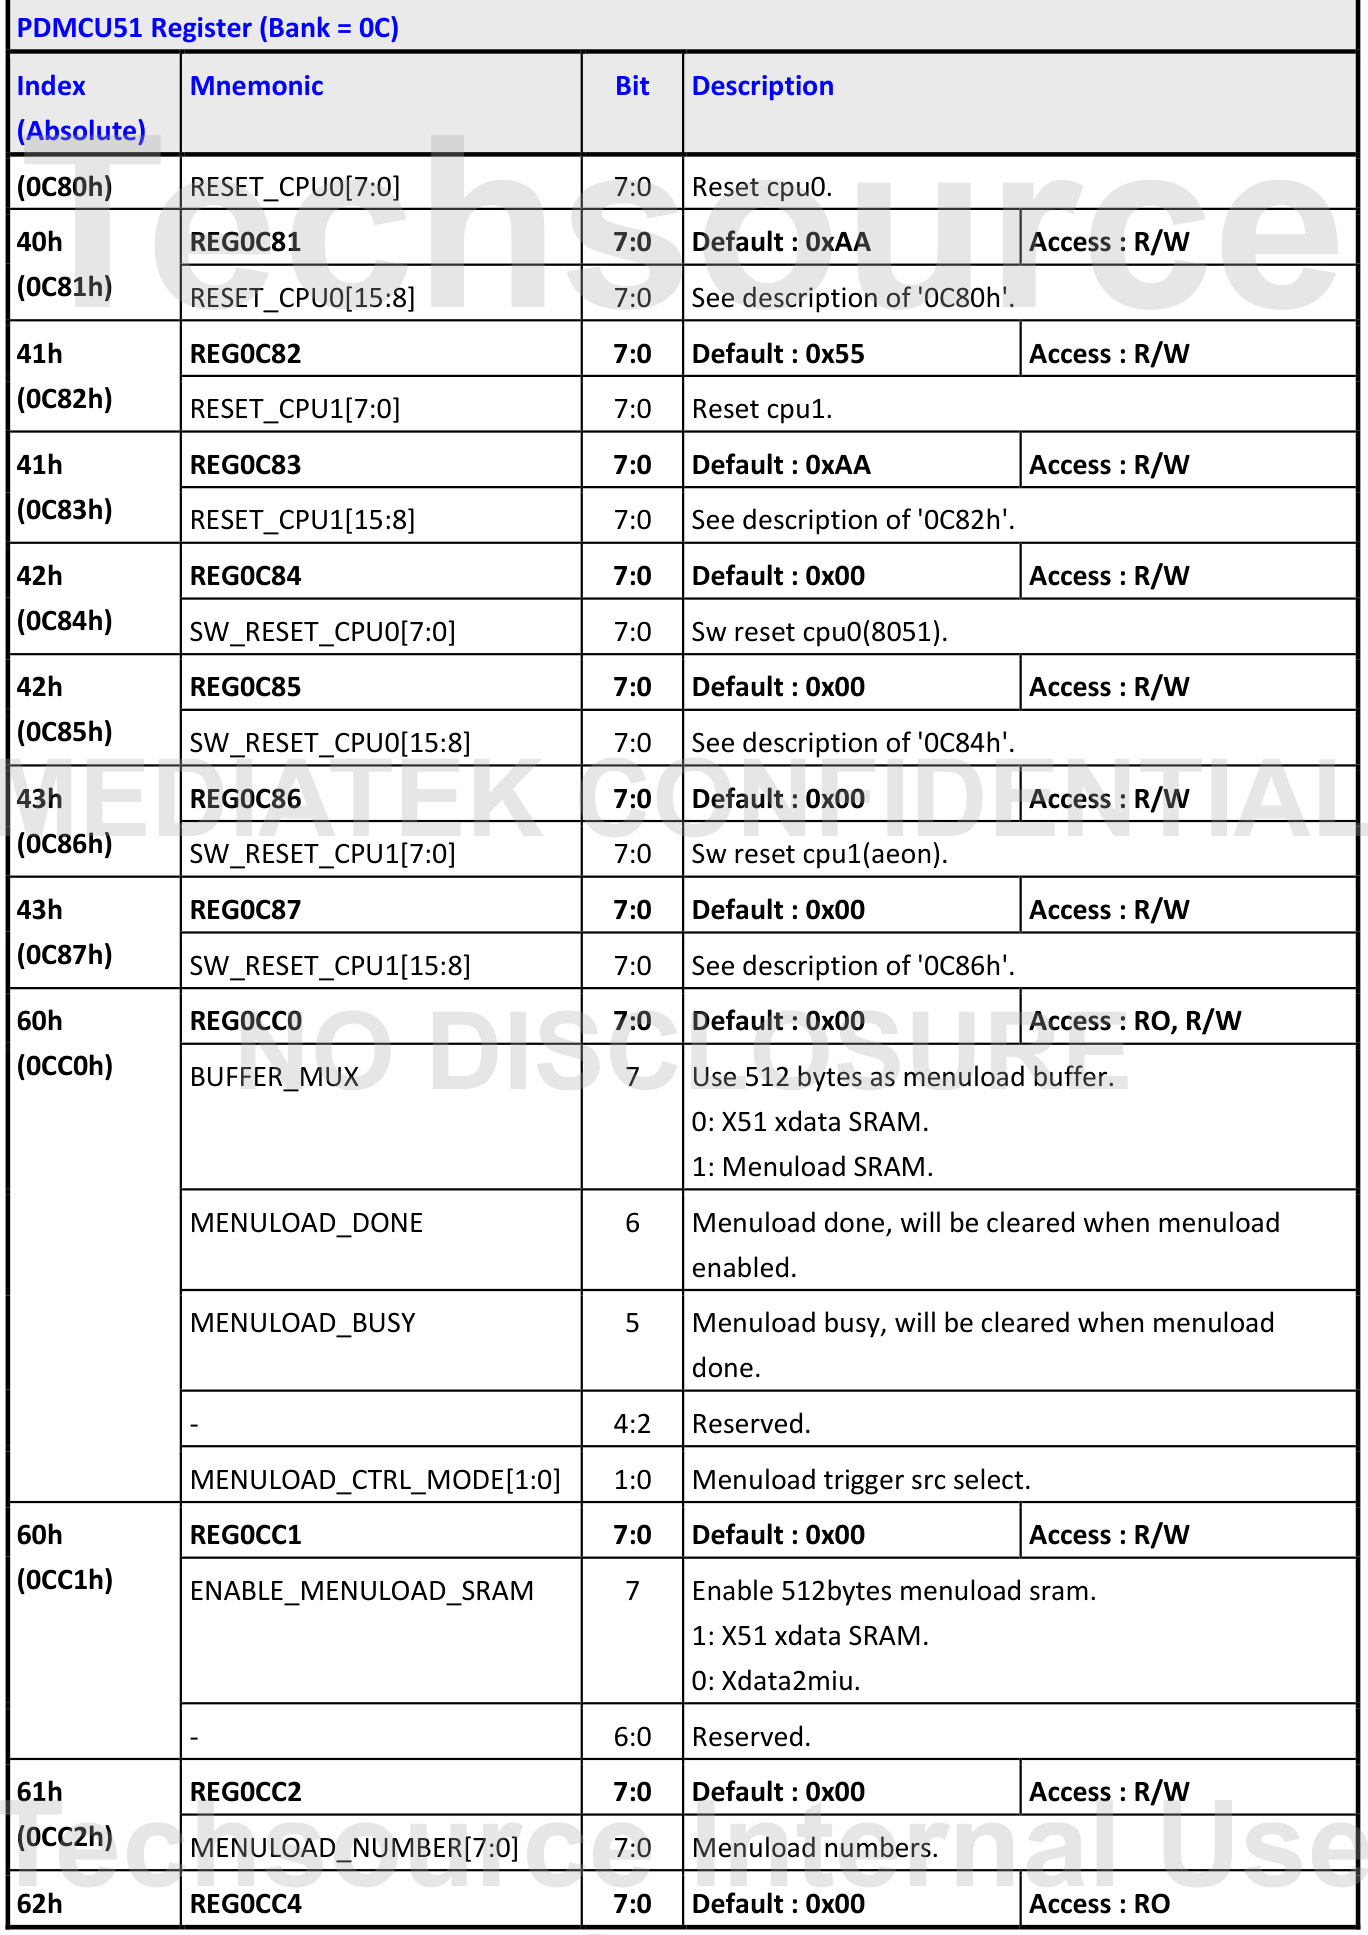 PDMCU51 Register (Bank = 0C)
Index
(Absolute)
Mnemonic
Bit
Description
(0C80h)
RESET_CPU0[7:0]
7:0
Reset cpu0.
40h
(0C81h)
REG0C81
7:0
Default : 0xAA
Access : R/W
RESET_CPU0[15:8]
7:0
See description of '0C80h'.
41h
(0C82h)
REG0C82
7:0
Default : 0x55
Access : R/W
RESET_CPU1[7:0]
7:0
Reset cpu1.
41h
(0C83h)
REG0C83
7:0
Default : 0xAA
Access : R/W
RESET_CPU1[15:8]
7:0
See description of '0C82h'.
42h
(0C84h)
REG0C84
7:0
Default : 0x00
Access : R/W
SW_RESET_CPU0[7:0]
7:0
Sw reset cpu0(8051).
42h
(0C85h)
REG0C85
7:0
Default : 0x00
Access : R/W
SW_RESET_CPU0[15:8]
7:0
See description of '0C84h'.
43h
(0C86h)
REG0C86
7:0
Default : 0x00
Access : R/W
SW_RESET_CPU1[7:0]
7:0
Sw reset cpu1(aeon).
43h
(0C87h)
REG0C87
7:0
Default : 0x00
Access : R/W
SW_RESET_CPU1[15:8]
7:0
See description of '0C86h'.
60h
(0CC0h)
REG0CC0
7:0
Default : 0x00
Access : RO, R/W
BUFFER_MUX
7
Use 512 bytes as menuload buffer.
0: X51 xdata SRAM.
1: Menuload SRAM.
MENULOAD_DONE
6
Menuload done, will be cleared when menuload
enabled.
MENULOAD_BUSY
5
Menuload busy, will be cleared when menuload
done.
-
4:2
Reserved.
MENULOAD_CTRL_MODE[1:0]
1:0
Menuload trigger src select.
60h
(0CC1h)
REG0CC1
7:0
Default : 0x00
Access : R/W
ENABLE_MENULOAD_SRAM
7
Enable 512bytes menuload sram.
1: X51 xdata SRAM.
0: Xdata2miu.
-
6:0
Reserved.
61h
(0CC2h)
REG0CC2
7:0
Default : 0x00
Access : R/W
MENULOAD_NUMBER[7:0]
7:0
Menuload numbers.
62h
REG0CC4
7:0
Default : 0x00
Access : RO
Techsource
MEDIATEK CONFIDENTIAL
NO DISCLOSURE
Techsource Internal Use